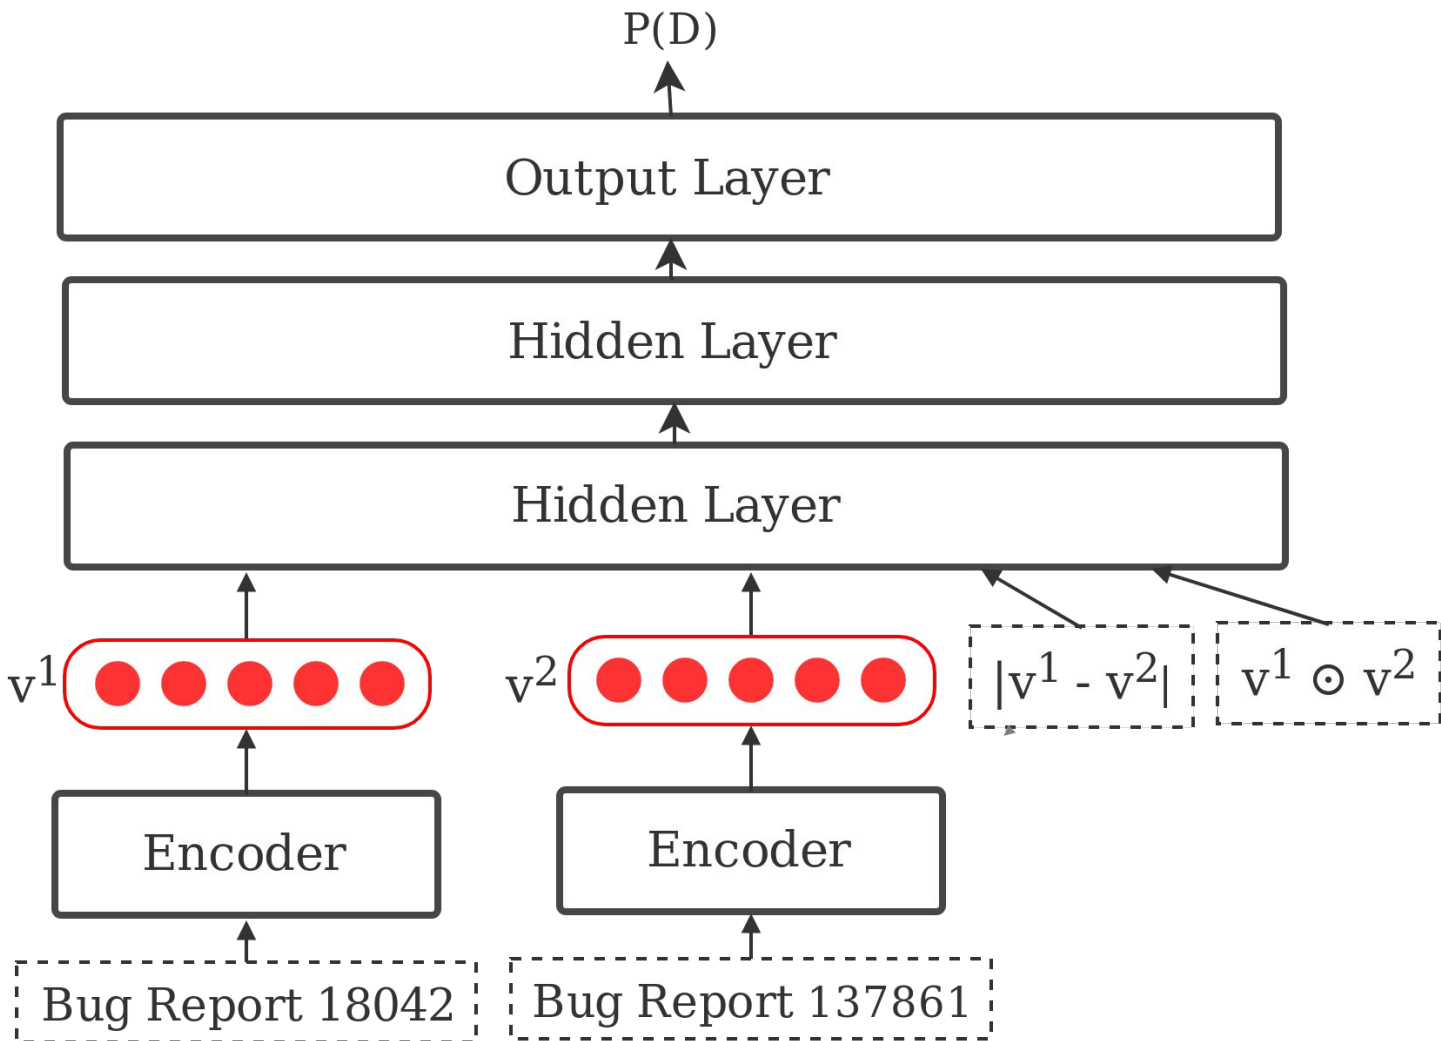 P(D)
Output Layer
Hidden Layer
Hidden Layer
v¹
v²
|v¹ - v²|
v¹ ⊙ v²
Encoder
Encoder
Bug Report 18042
Bug Report 137861